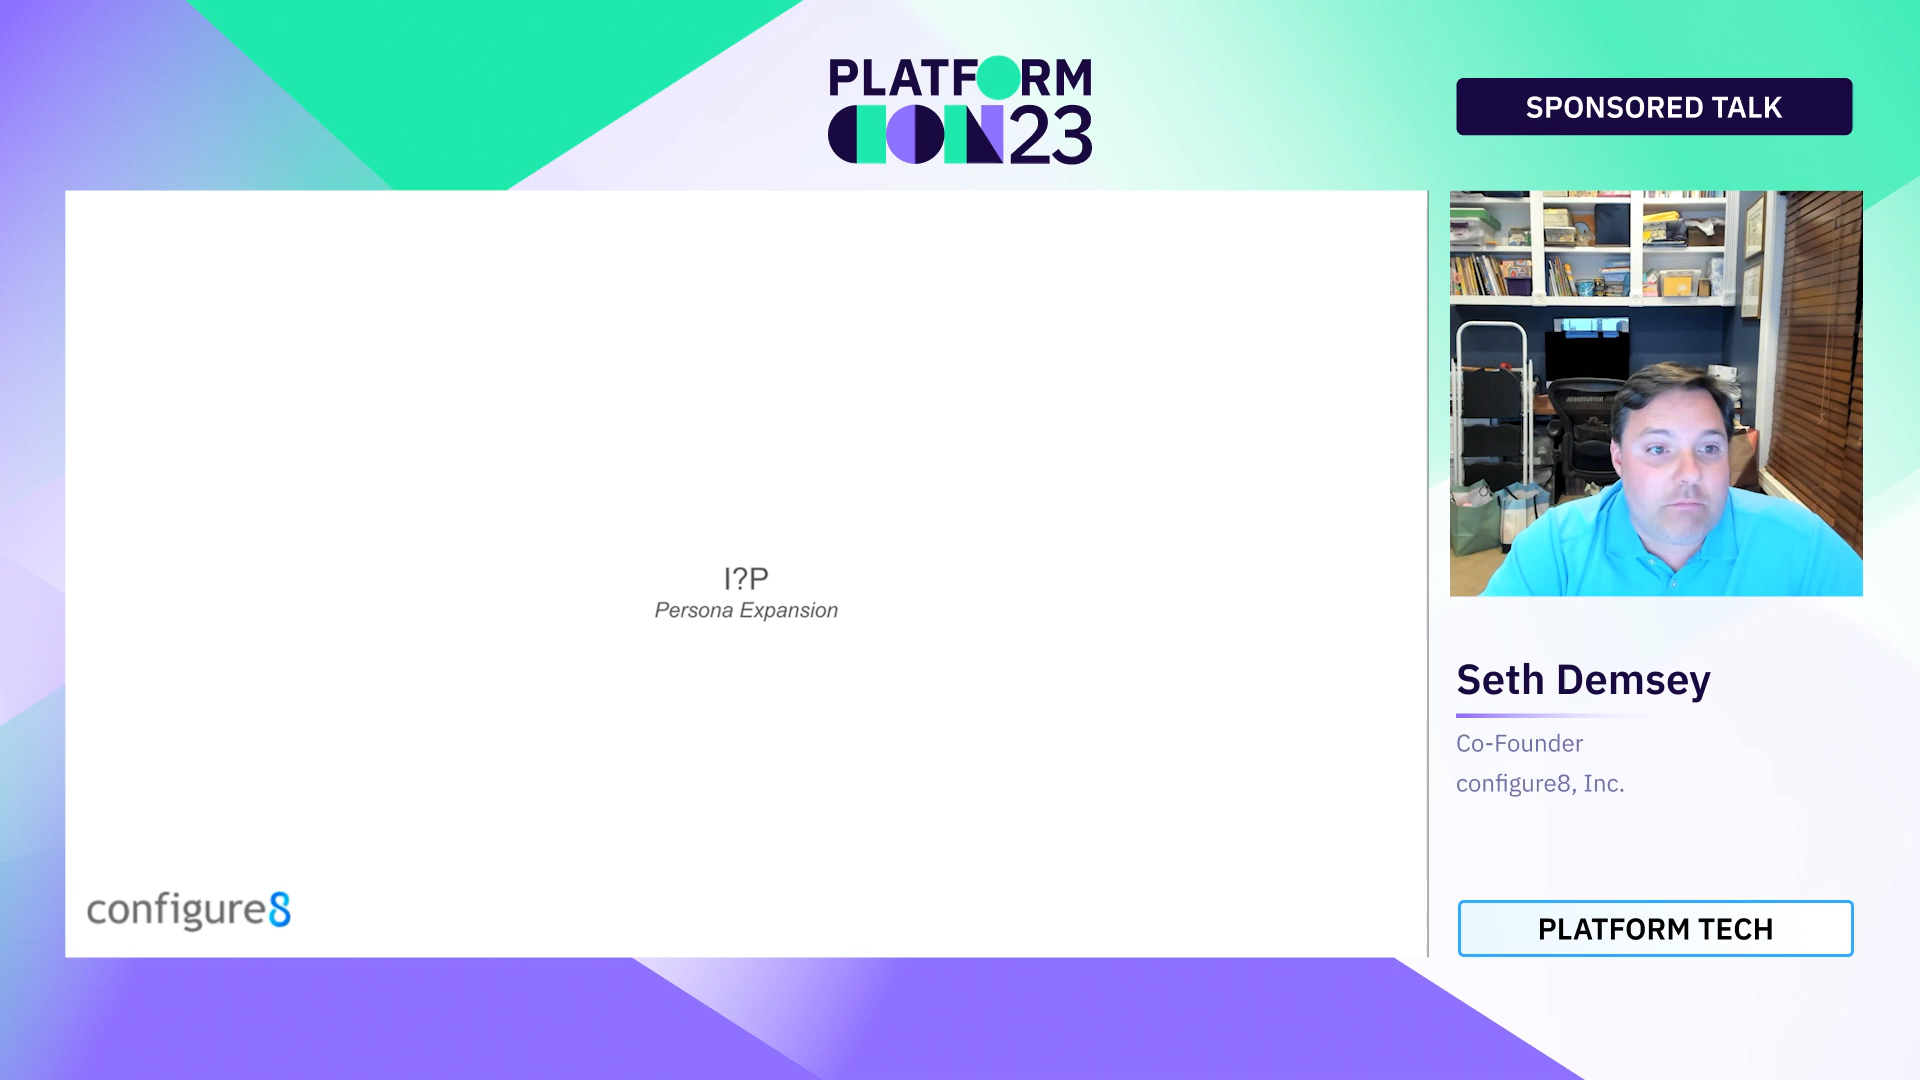 PLATFORM
CON23
SPONSORED TALK
I?P
Persona Expansion
configure8
Seth Demsey
Co-Founder
configure8, Inc.
PLATFORM TECH